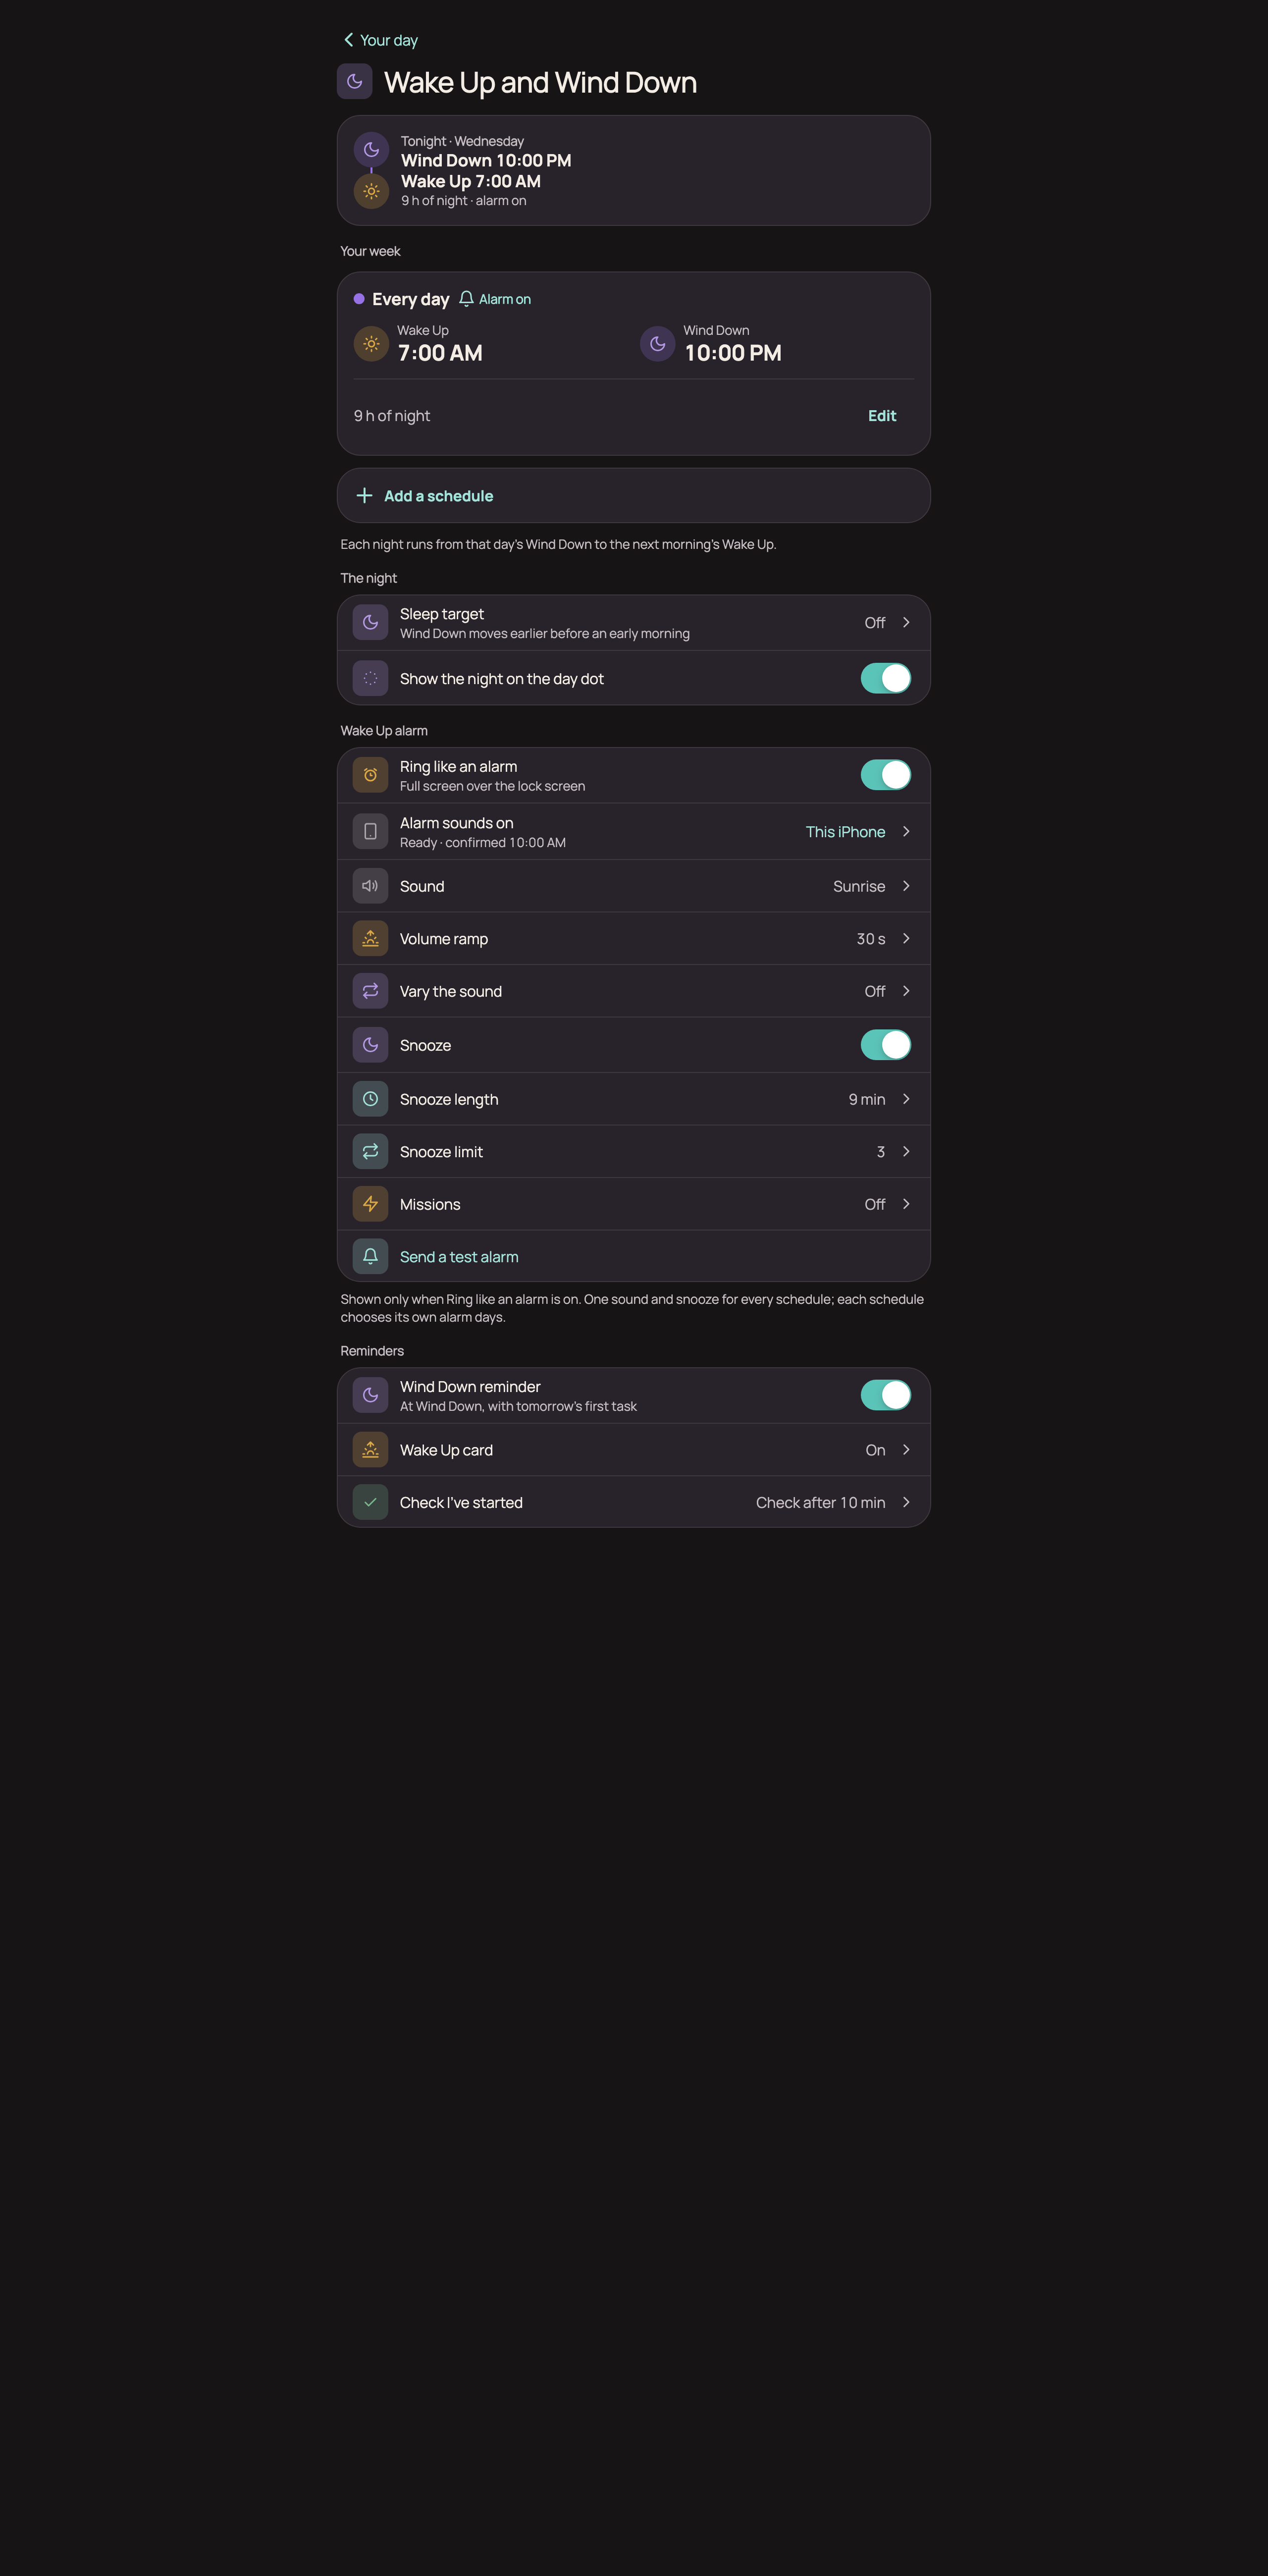 Your day
Wake Up and Wind Down
Tonight · Wednesday
Wind Down 10:00 PM
Wake Up 7:00 AM
9 h of night · alarm on
Your week
Every day
Alarm on
Wake Up
7:00 AM
Wind Down
10:00 PM
9 h of night
Edit
Add a schedule
Each night runs from that day's Wind Down to the next morning's Wake Up.
The night
Sleep target
Wind Down moves earlier before an early morning
Off
Show the night on the day dot
Wake Up alarm
Ring like an alarm
Full screen over the lock screen
Alarm sounds on
Ready · confirmed 10:00 AM
This iPhone
Sound
Sunrise
Volume ramp
30 s
Vary the sound
Off
Snooze
Snooze length
9 min
Snooze limit
3
Missions
Off
Send a test alarm
Shown only when Ring like an alarm is on. One sound and snooze for every schedule; each schedule
chooses its own alarm days.
Reminders
Wind Down reminder
At Wind Down, with tomorrow's first task
Wake Up card
On
Check I've started
Check after 10 min